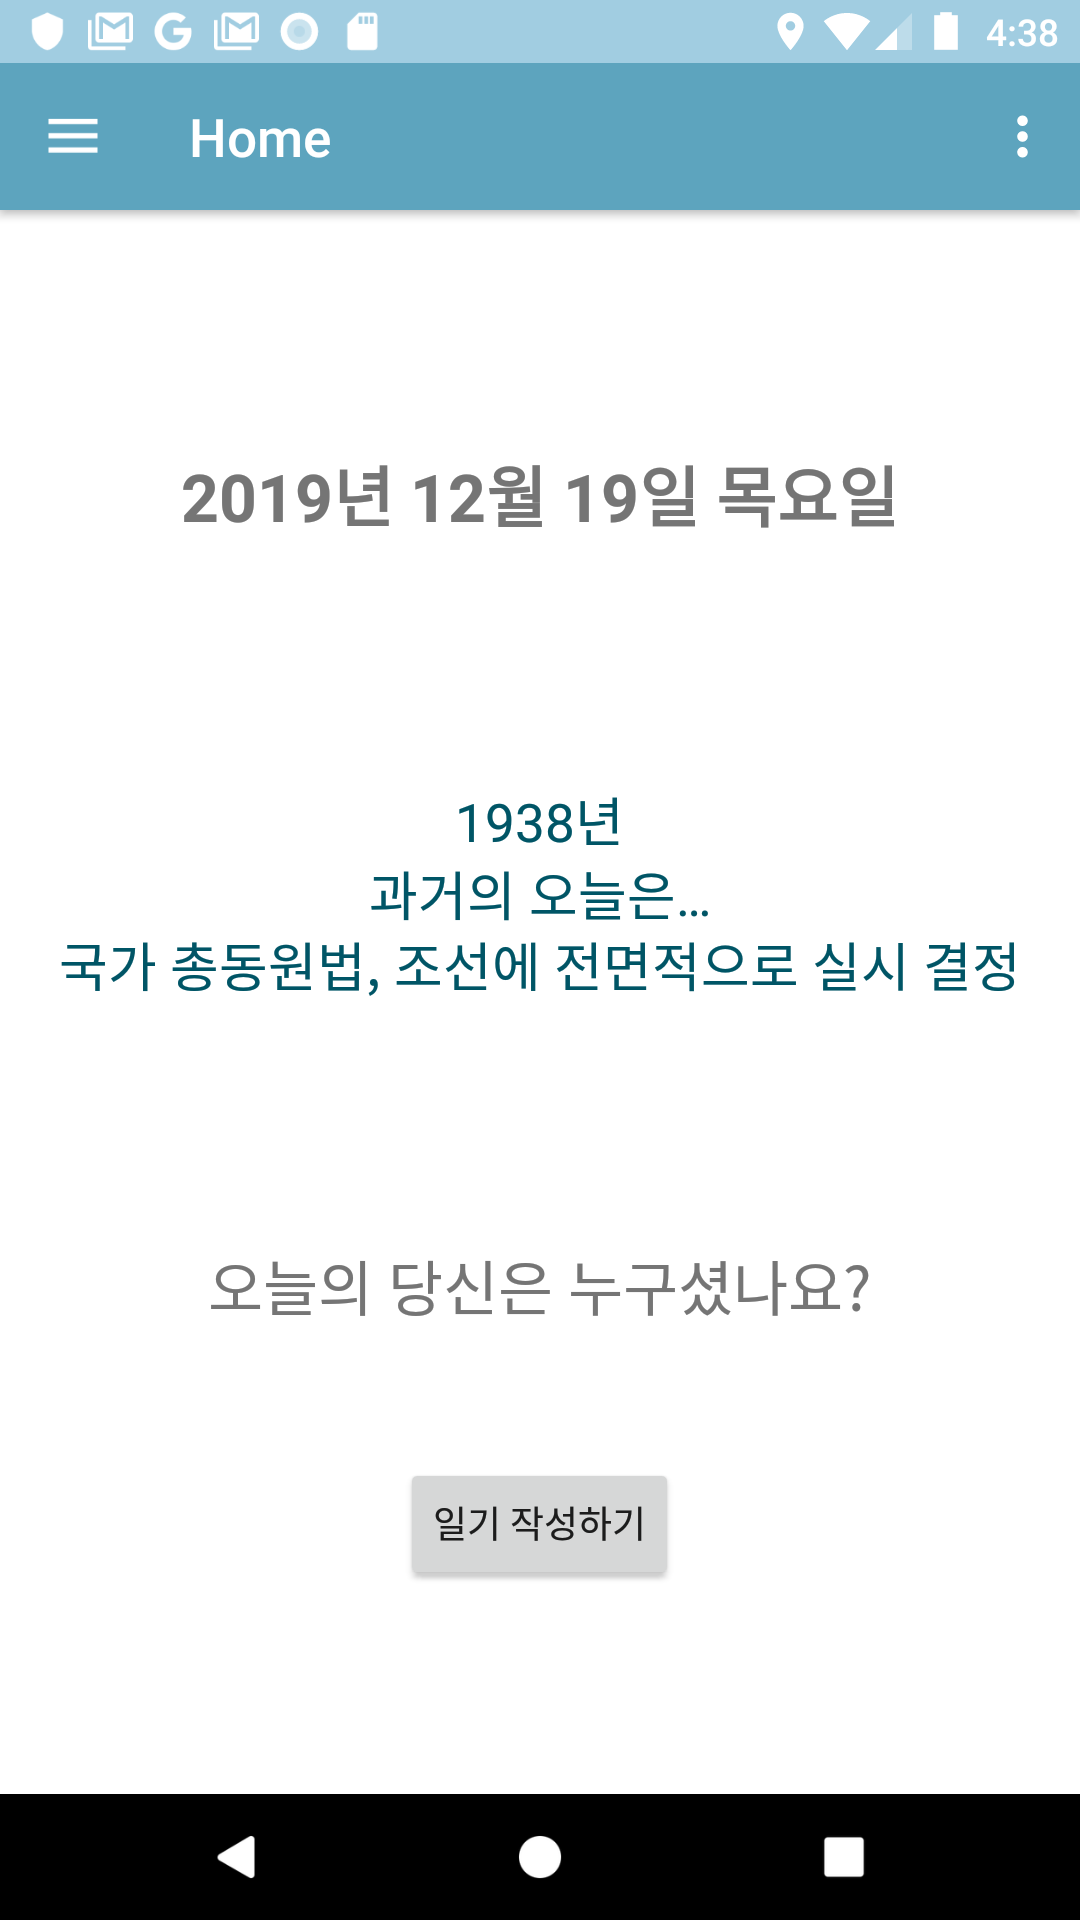 4:38
Home
2019년 12월 19일 목요일
1938년
과거의 오늘은...
국가 총동원법, 조선에 전면적으로 실시 결정
오늘의 당신은 누구셨나요?
일기 작성하기